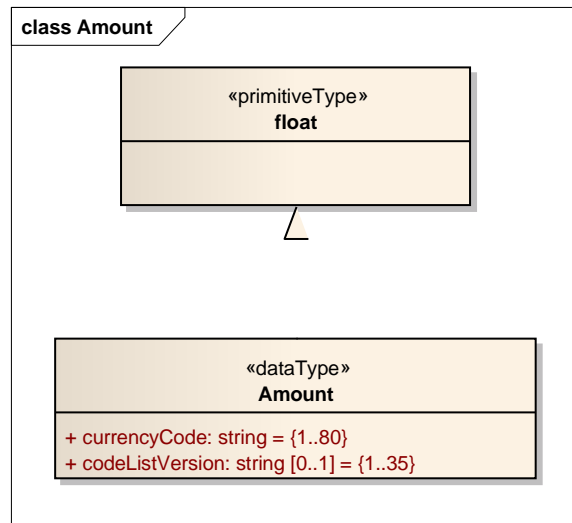 class Amount
«primitiveType»
float
«dataType»
Amount
+ currencyCode: string = {1..80}
+ codeListVersion: string [0..1] = {1..35}